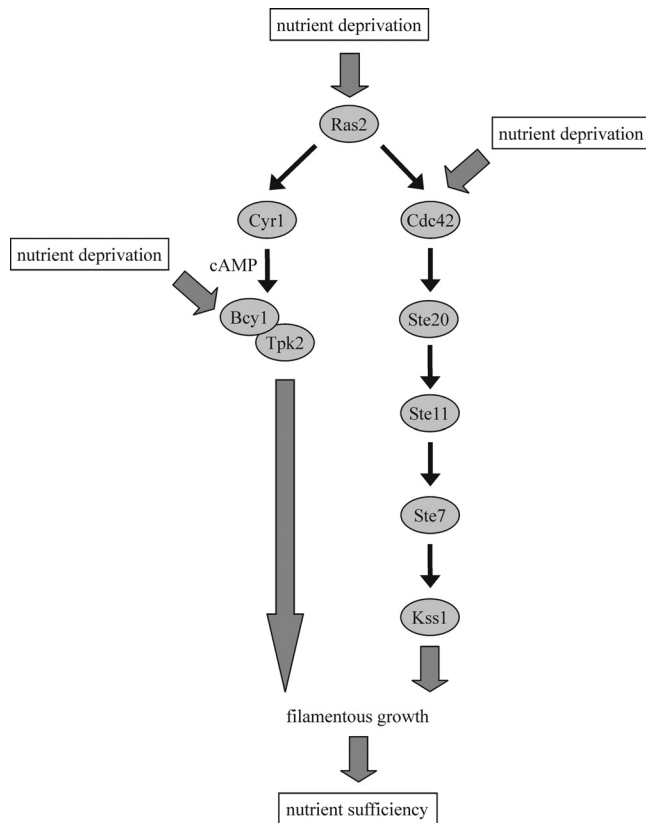 nutrient deprivation
Ras2
nutrient deprivation
Cyr1
Cdc42
nutrient deprivation
cAMP
Bcy1
Tpk2
Ste20
Ste11
Ste7
Kss1
filamentous growth
nutrient sufficiency